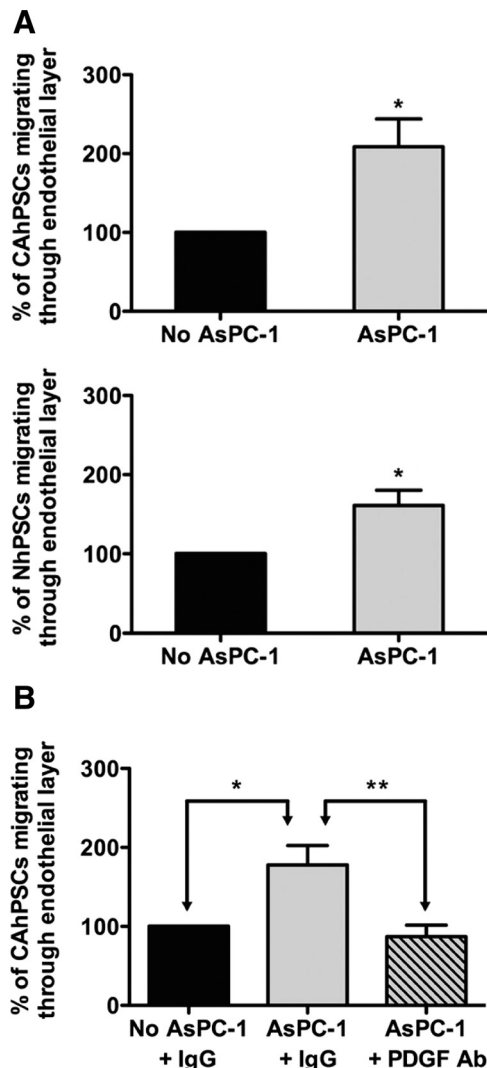 A
% of CAhPSCs migrating
through endothelial layer
300
200
100
0
*
No AsPC-1
AsPC-1
% of NhPSCs migrating
through endothelial layer
300
200
100
0
*
No AsPC-1
AsPC-1
B
% of CAhPSCs migrating
through endothelial layer
300
200
100
0
*
**
No AsPC-1
+ IgG
AsPC-1
+ IgG
AsPC-1
+ PDGF Ab